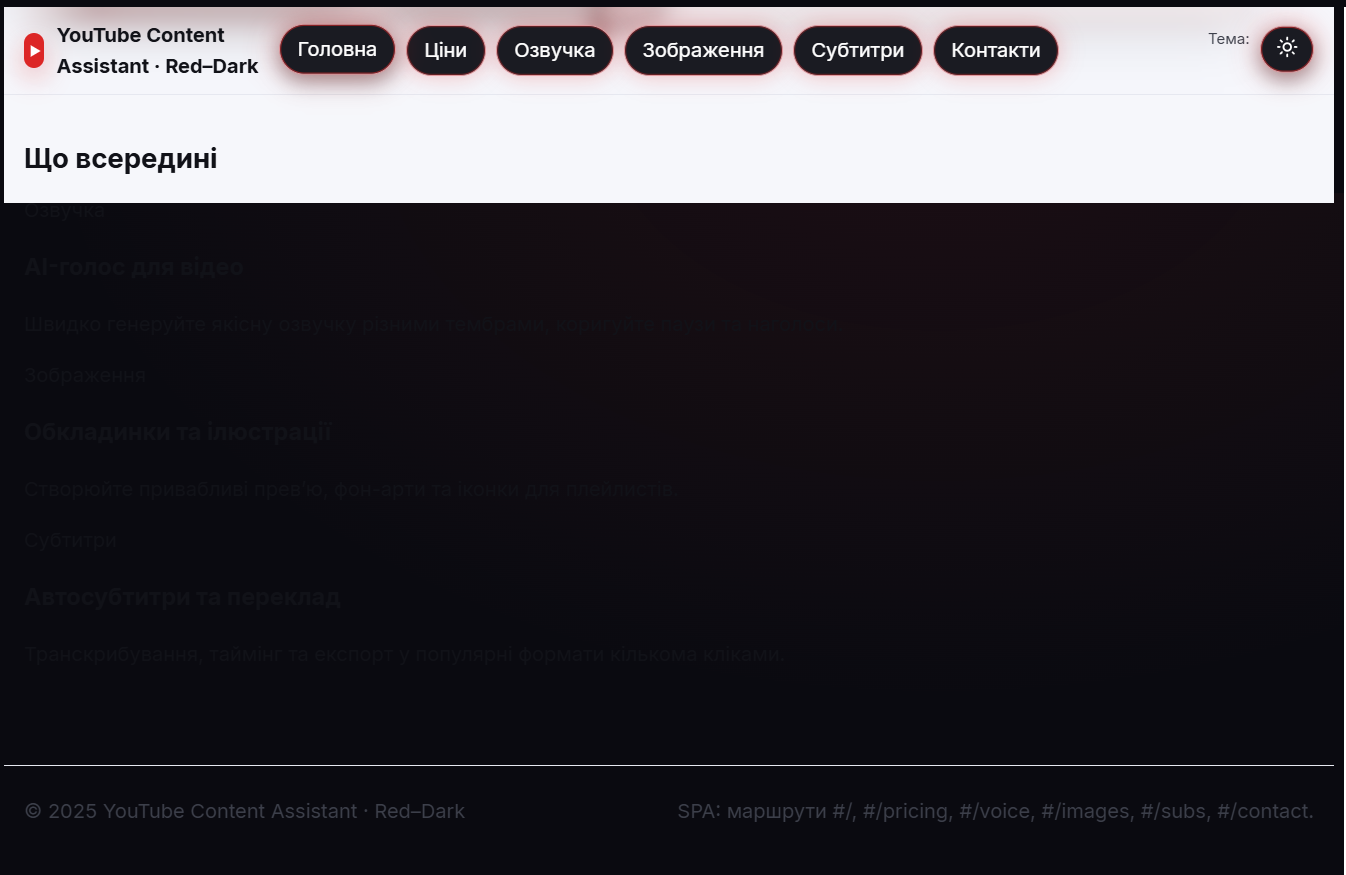 YouTube Content
Assistant · Red–Dark
Головна
Ціни
Озвучка
Зображення
Субтитри
Контакти
Тема:
Що всередині
Озвучка
AI-голос для відео
Швидко генеруйте якісну озвучку різними тембрами, коригуйте паузи та
Зображення
Обкладинки та ілюстрації
Створюйте привабливі прев'ю, фон-арти та іконки для плейлистів.
Субтитри
Автосубтитри та переклад
Транскрибування, таймінг та експорт у популярні формати кількома кліками.
© 2025 YouTube Content Assistant · Red–Dark
SPA: маршрути #/, #/pricing, #/voice, #/images, #/subs, #/contact.